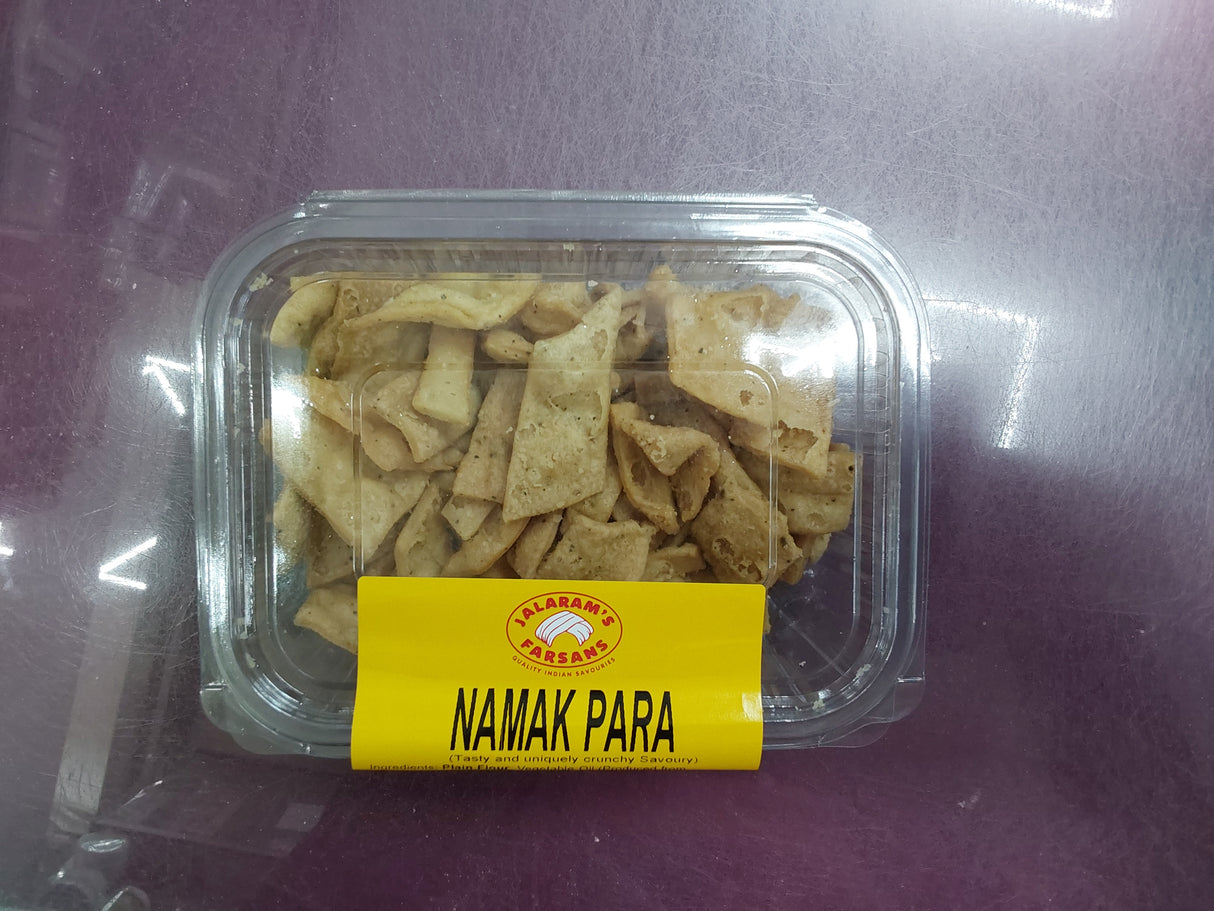 JALARAM'S
FARSANS
QUALITY INDIAN SAVOURIES
NAMAK PARA
(Tasty and uniquely crunchy Savoury)
Ingredients: Plain Flour, Vegetable Oil (Produced from